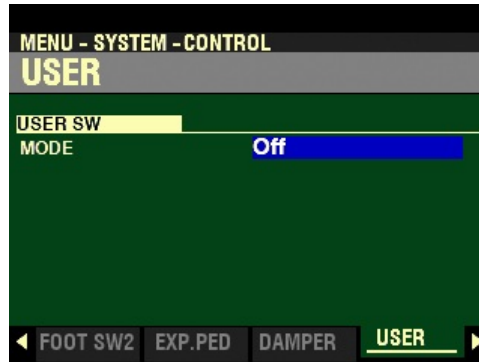 MENU - SYSTEM - CONTROL
USER
USER SW
MODE Off
FOOT SW2 EXP.PED DAMPER USER